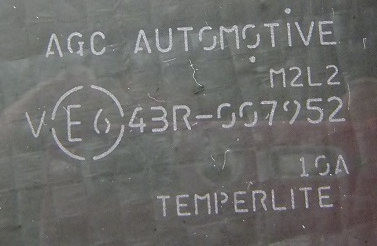 AGC AUTOMOTIVE
M2L2
V E6 43R-007952
10A
TEMPERLITE